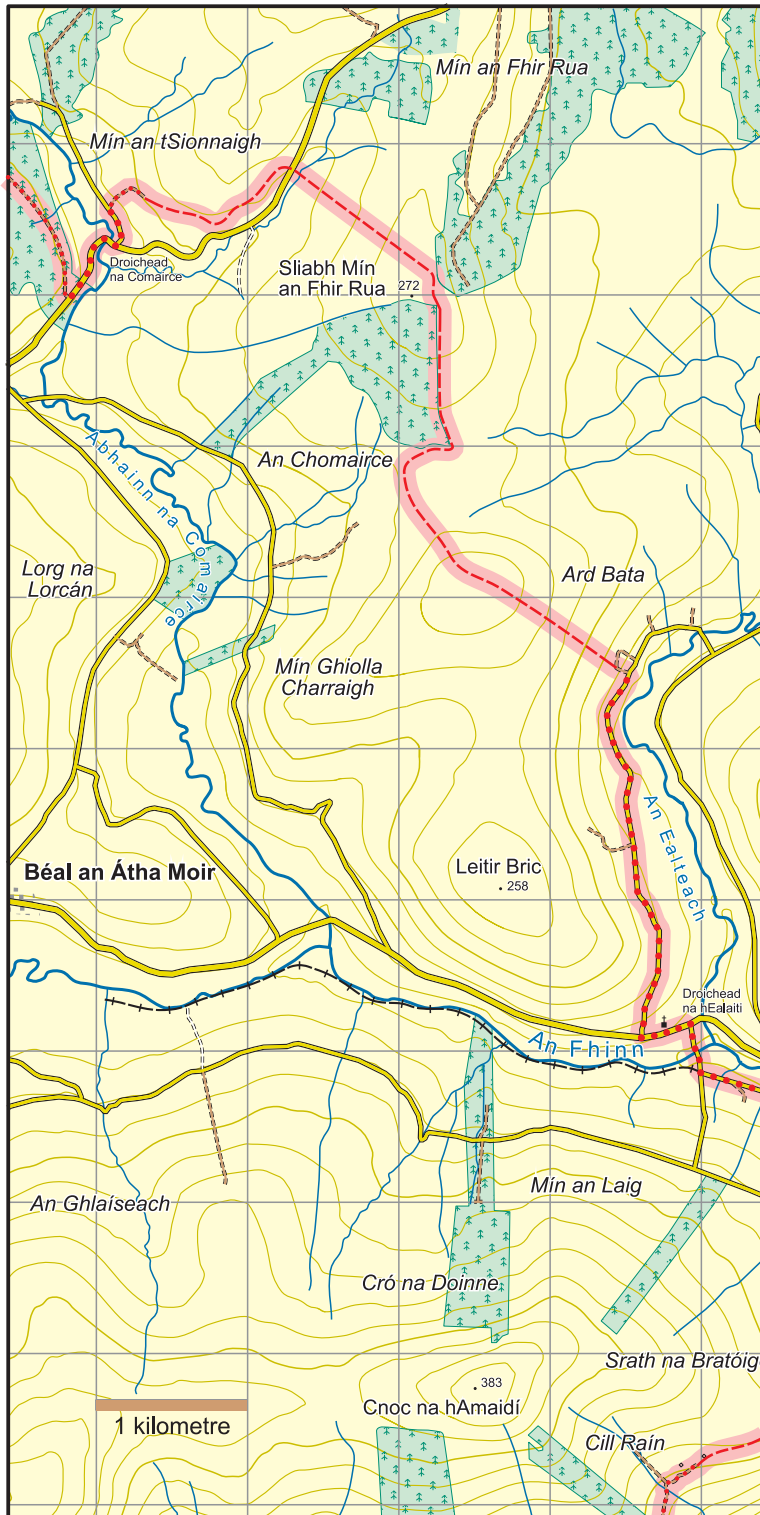 Mín an Fhir Rua
Mín an tSionnaigh
Droichead
na Comairce
Sliabh Mín
an Fhir Rua
272
Abhainn na Comairce
An Chomairce
Lorg na
Lorcán
Ard Bata
Mín Ghiolla
Charraigh
An Ealteach
Béal an Átha Moir
Leitir Bric
258
Droichead
na hEalaiti
An Fhinn
Mín an Laig
An Ghlaíseach
Cró na Doinne
Srath na Bratóig
383
Cnoc na hAmaidí
1 kilometre
Cill Raín